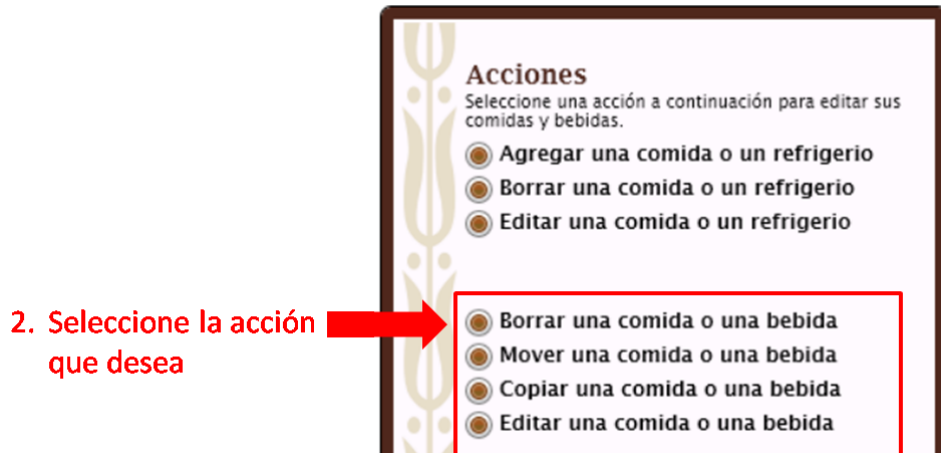 Acciones
Seleccione una acción a continuación para editar sus
comidas y bebidas.
Agregar una comida o un refrigerio
Borrar una comida o un refrigerio
Editar una comida o un refrigerio
2. Seleccione la acción
que desea
Borrar una comida o una bebida
Mover una comida o una bebida
Copiar una comida o una bebida
Editar una comida o una bebida